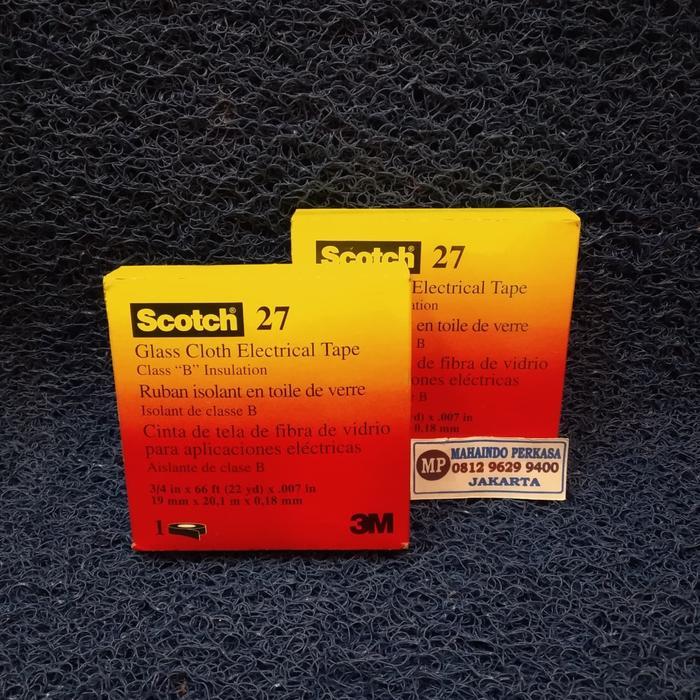 Scotch® 27
Glass Cloth Electrical Tape
Class "B" Insulation
Ruban isolant en toile de verre
Isolant de classe B
Cinta de tela de fibra de vidrio
para aplicaciones eléctricas
Aislante de clase B
3/4 in x 66 ft (22 yd) x .007 in
19 mm x 20,1 m x 0,18 mm
1
3M
Scotch® 27
Electrical Tape
en toile de verre
B
de fibra de vidrio
eléctricas
B
x .007 in
0,18 mm
MP
MAHAINDO PERKASA
0812 9629 9400
JAKARTA